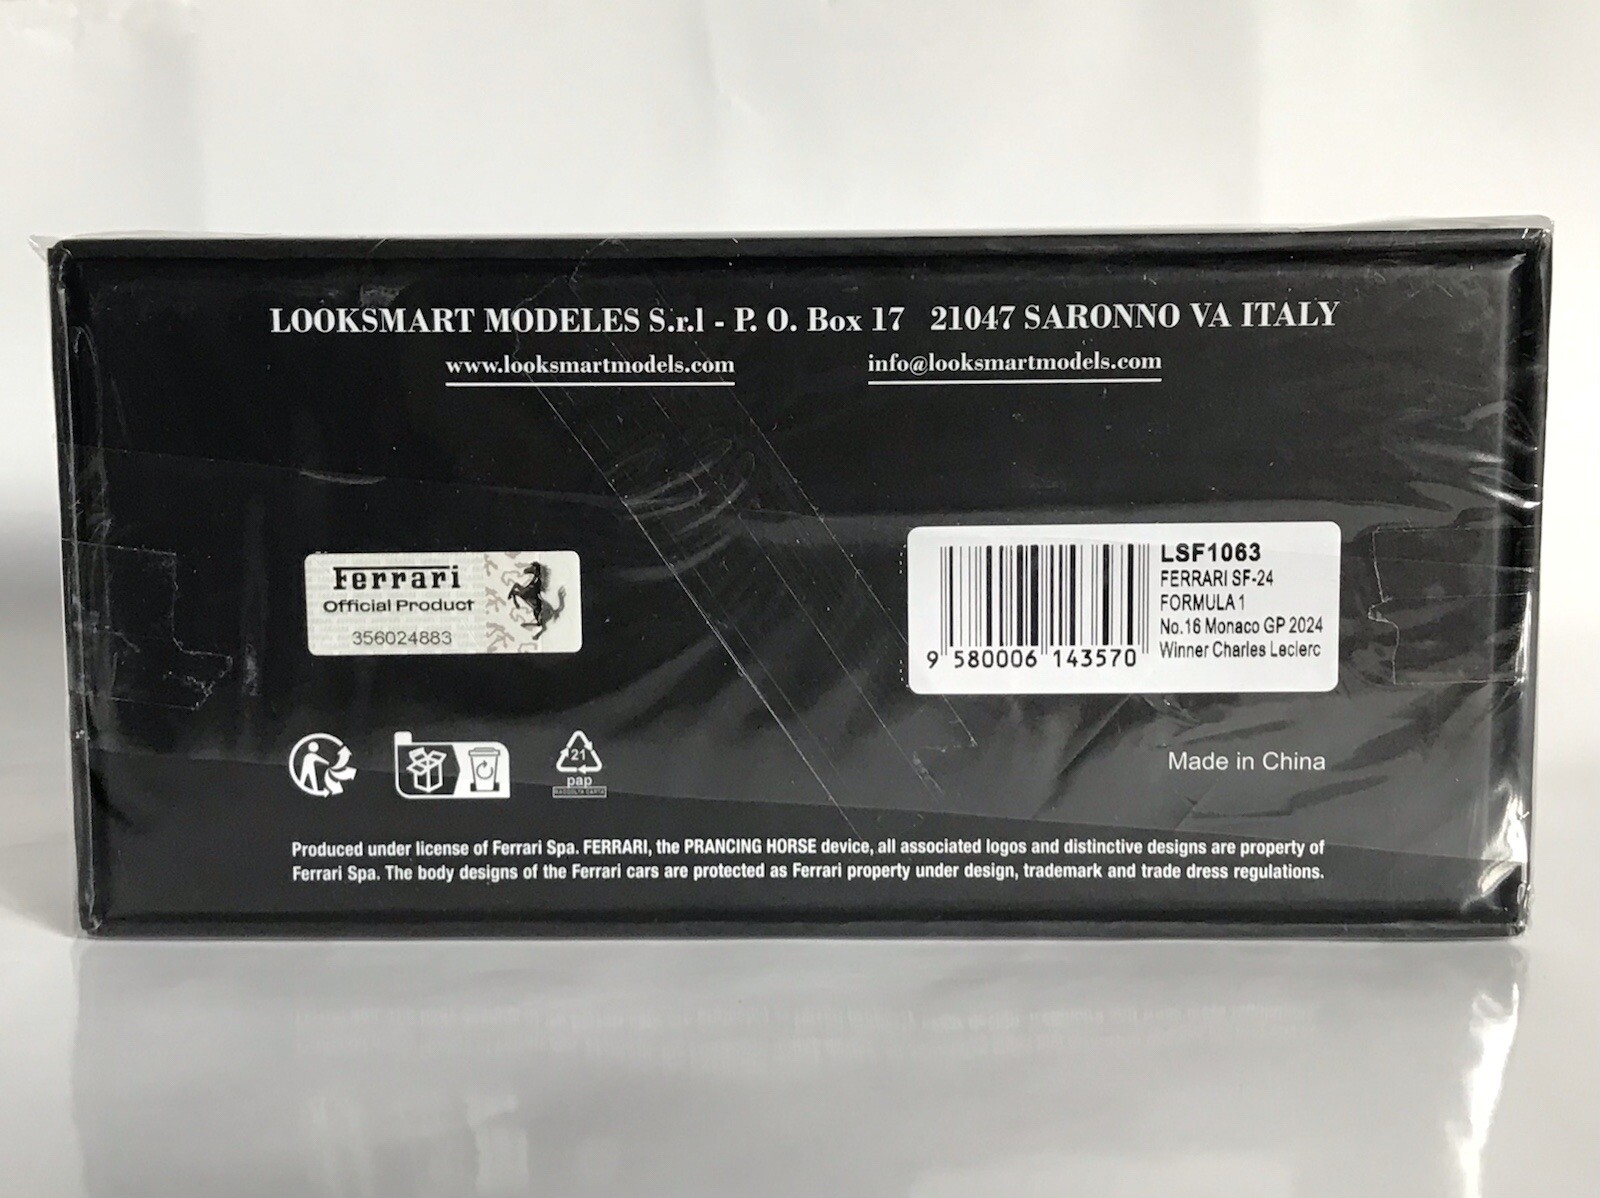 LOOKSMART MODELES S.r.l - P. O. Box 17 21047 SARONNO VA ITALY
www.looksmartmodels.com info@looksmartmodels.com
Ferrari
Official Product
356024883
LSF1063
FERRARI SF-24
FORMULA 1
No.16 Monaco GP 2024
Winner Charles Leclerc
9 580006 143570
21
pap
RACCOLTA CARTA
Made in China
Produced under license of Ferrari Spa. FERRARI, the PRANCING HORSE device, all associated logos and distinctive designs are property of
Ferrari Spa. The body designs of the Ferrari cars are protected as Ferrari property under design, trademark and trade dress regulations.